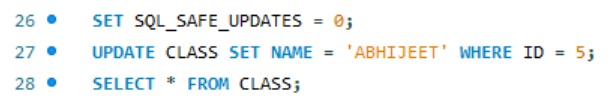 26 SET SQL_SAFE_UPDATES = 0;
27 UPDATE CLASS SET NAME = 'ABHIJEET' WHERE ID = 5;
28 SELECT * FROM CLASS;